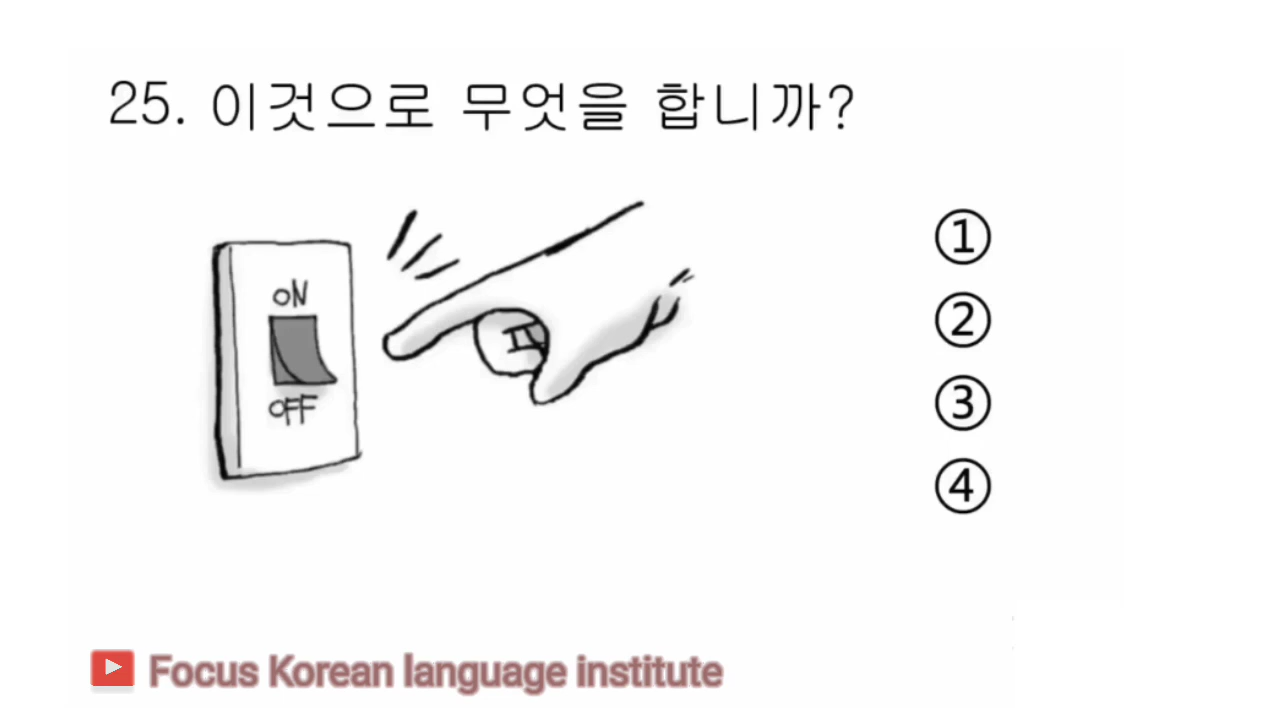 25. 이것으로 무엇을 합니까?
ON
OFF
①
②
③
④
Focus Korean language institute